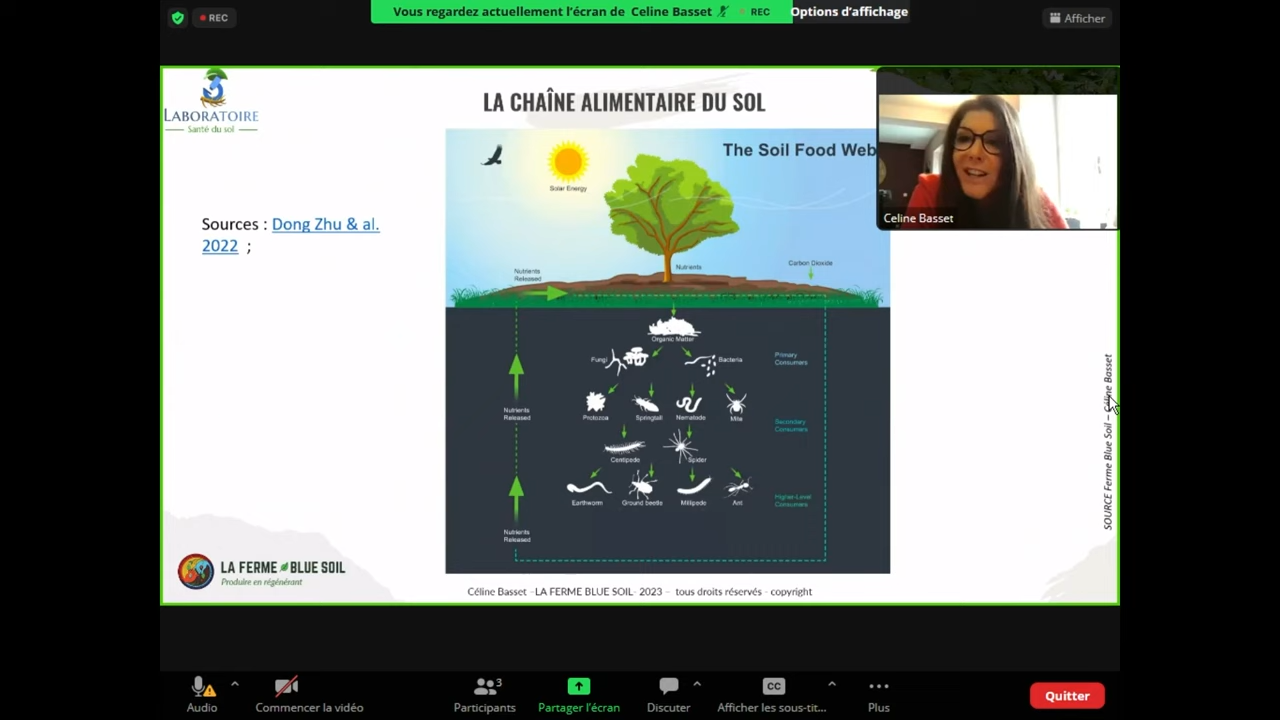 REC
Vous regardez actuellement l'écran de Celine Basset
REC
Options d'affichage
Afficher
LABORATOIRE
Santé du sol
LA CHAÎNE ALIMENTAIRE DU SOL
The Soil Food Web
Celine Basset
Solar Energy
Sources : Dong Zhu & al.
2022 ;
Nutrients
Released
Nutrients
Carbon Dioxide
Organic Matter
Fungi
Bacteria
Primary
Consumers
Nutrients
Released
Protozoa
Springtail
Nematode
Mite
Secondary
Consumers
Centipede
Spider
Earthworm
Ground beetle
Millipede
Ant
Higher-Level
Consumers
Nutrients
Released
SOURCE Ferme Blue Soil – Céline Basset
LA FERME BLUE SOIL
Produire en régénérant
Céline Basset - LA FERME BLUE SOIL- 2023 - tous droits réservés - copyright
3
CC
Audio
Commencer la vidéo
Participants
Partager l'écran
Discuter
Afficher les sous-tit...
Plus
Quitter